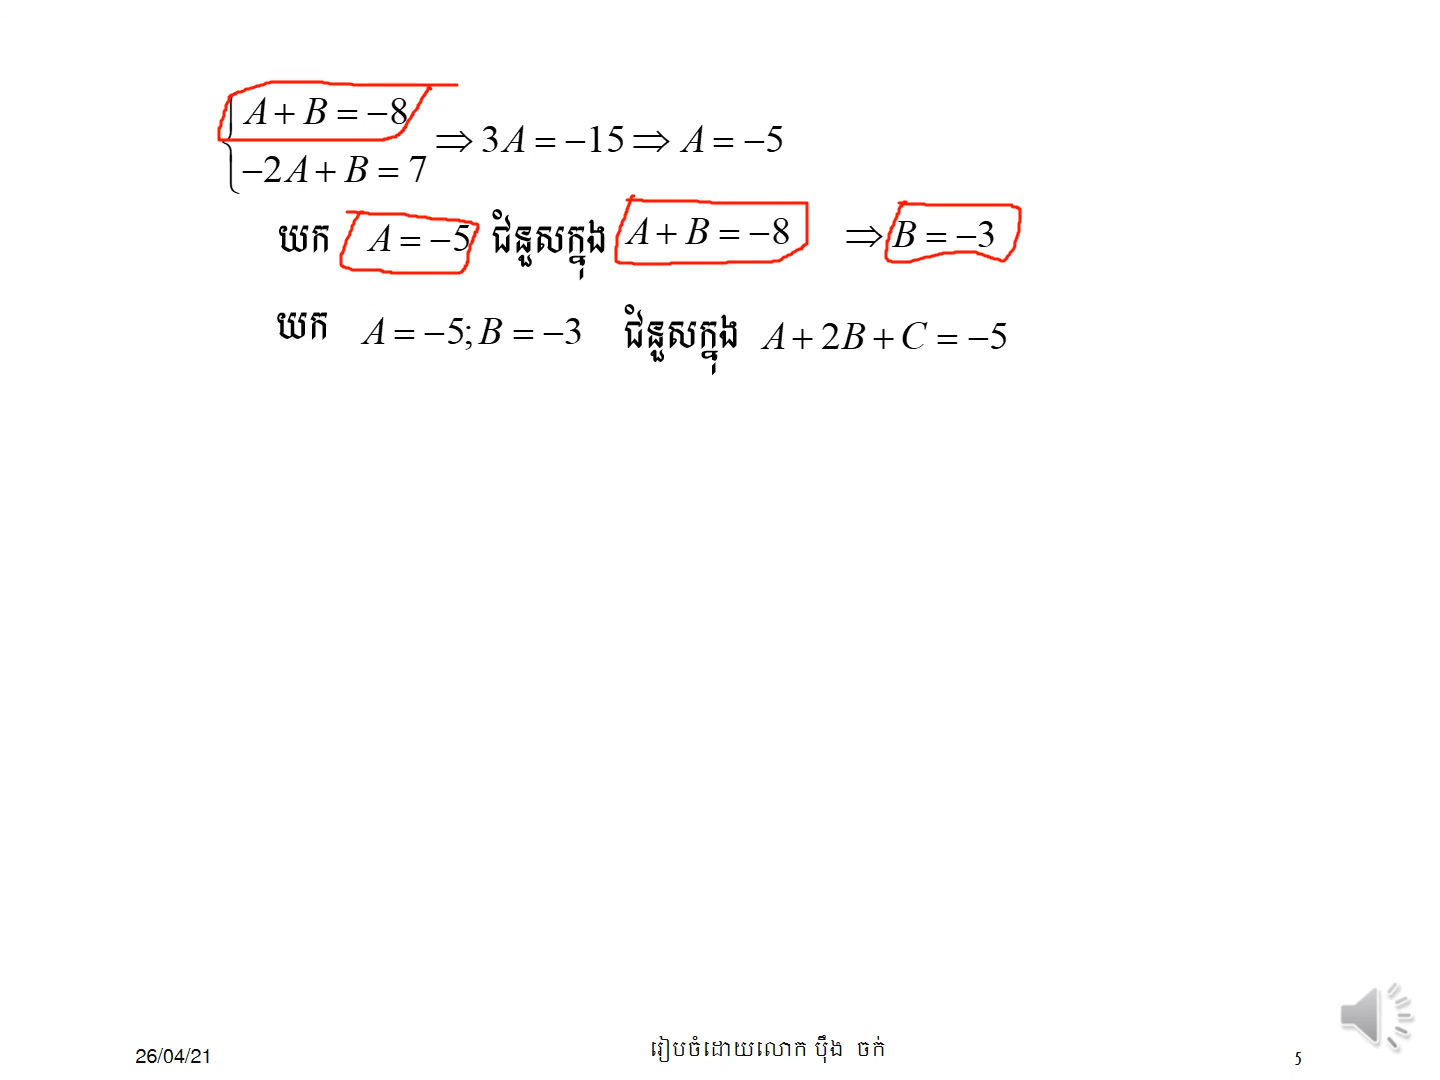 A + B = −8
−2A + B = 7
⇒ 3A = −15 ⇒ A = −5
យក A = −5 ជំនួសក្នុង A + B = −8 ⇒ B = −3
យក A = −5; B = −3 ជំនួសក្នុង A + 2B + C = −5
26/04/21 រៀបចំដោយលោក ប៉ឹង ចក់ 5